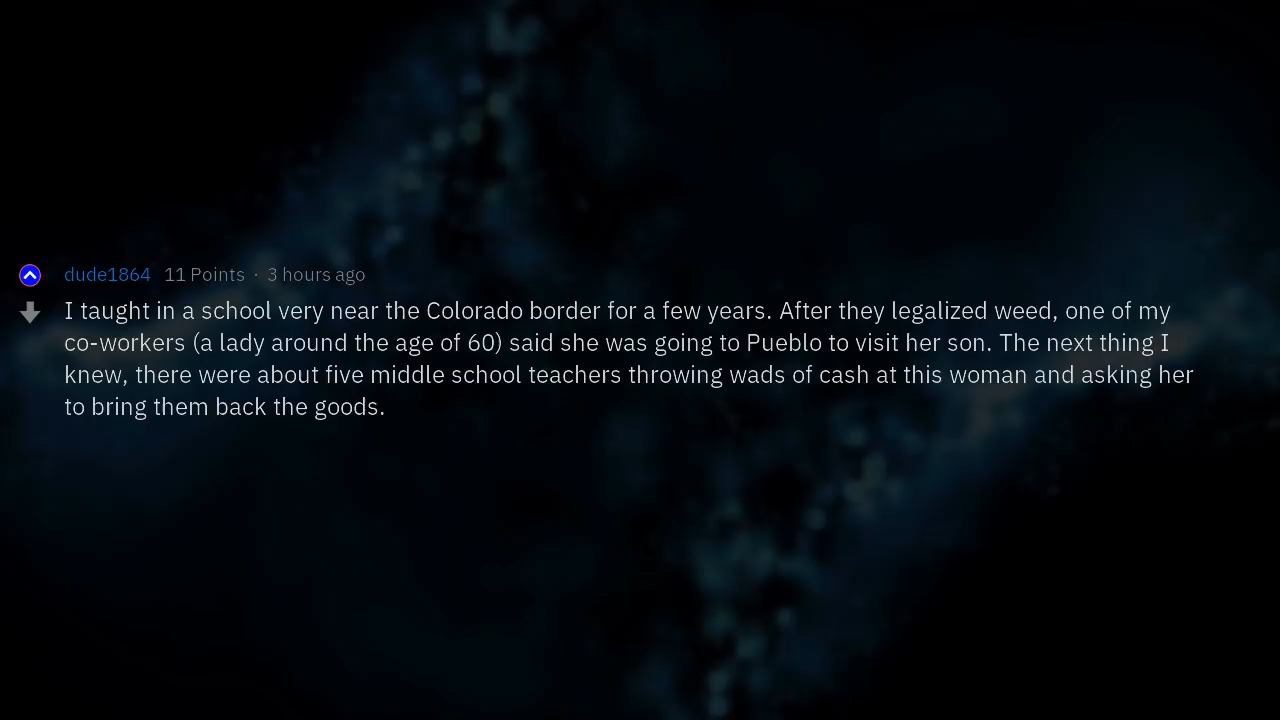 dude1864 11 Points · 3 hours ago
I taught in a school very near the Colorado border for a few years. After they legalized weed, one of my
co-workers (a lady around the age of 60) said she was going to Pueblo to visit her son. The next thing I
knew, there were about five middle school teachers throwing wads of cash at this woman and asking her
to bring them back the goods.